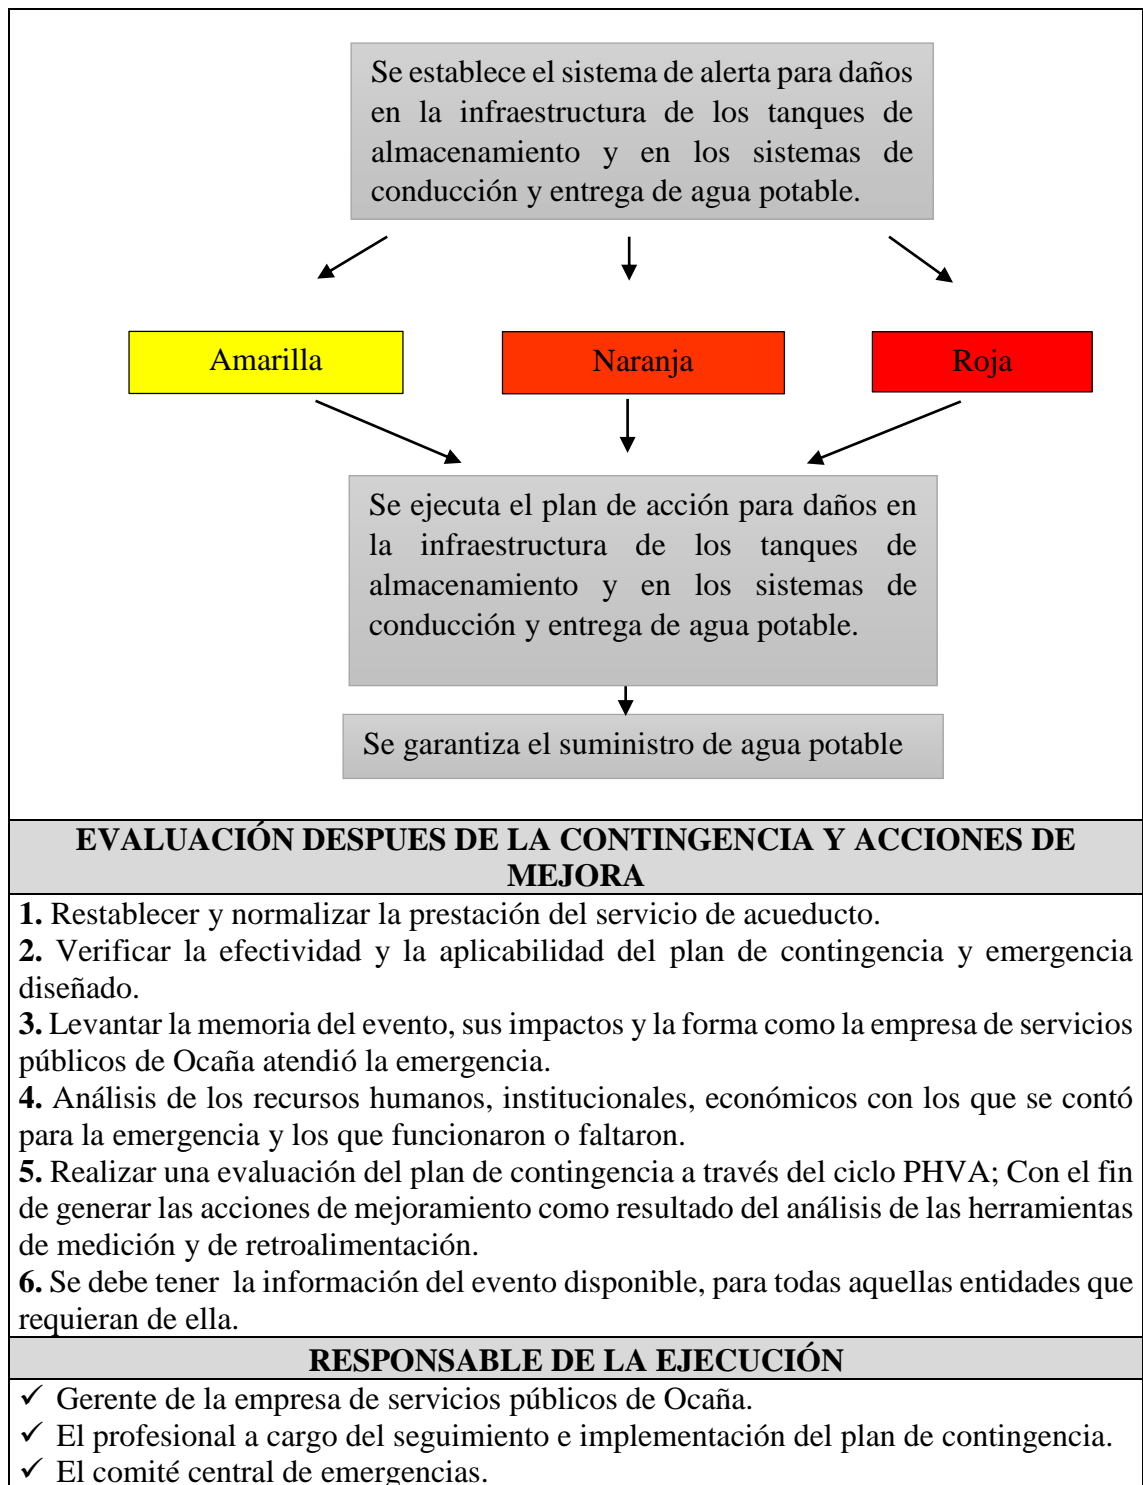 Se establece el sistema de alerta para daños
en la infraestructura de los tanques de
almacenamiento y en los sistemas de
conducción y entrega de agua potable.
Amarilla
Naranja
Roja
Se ejecuta el plan de acción para daños en
la infraestructura de los tanques de
almacenamiento y en los sistemas de
conducción y entrega de agua potable.
Se garantiza el suministro de agua potable
EVALUACIÓN DESPUES DE LA CONTINGENCIA Y ACCIONES DE
MEJORA
1. Restablecer y normalizar la prestación del servicio de acueducto.
2. Verificar la efectividad y la aplicabilidad del plan de contingencia y emergencia
diseñado.
3. Levantar la memoria del evento, sus impactos y la forma como la empresa de servicios
públicos de Ocaña atendió la emergencia.
4. Análisis de los recursos humanos, institucionales, económicos con los que se contó
para la emergencia y los que funcionaron o faltaron.
5. Realizar una evaluación del plan de contingencia a través del ciclo PHVA; Con el fin
de generar las acciones de mejoramiento como resultado del análisis de las herramientas
de medición y de retroalimentación.
6. Se debe tener la información del evento disponible, para todas aquellas entidades que
requieran de ella.
RESPONSABLE DE LA EJECUCIÓN
✓ Gerente de la empresa de servicios públicos de Ocaña.
✓ El profesional a cargo del seguimiento e implementación del plan de contingencia.
✓ El comité central de emergencias.